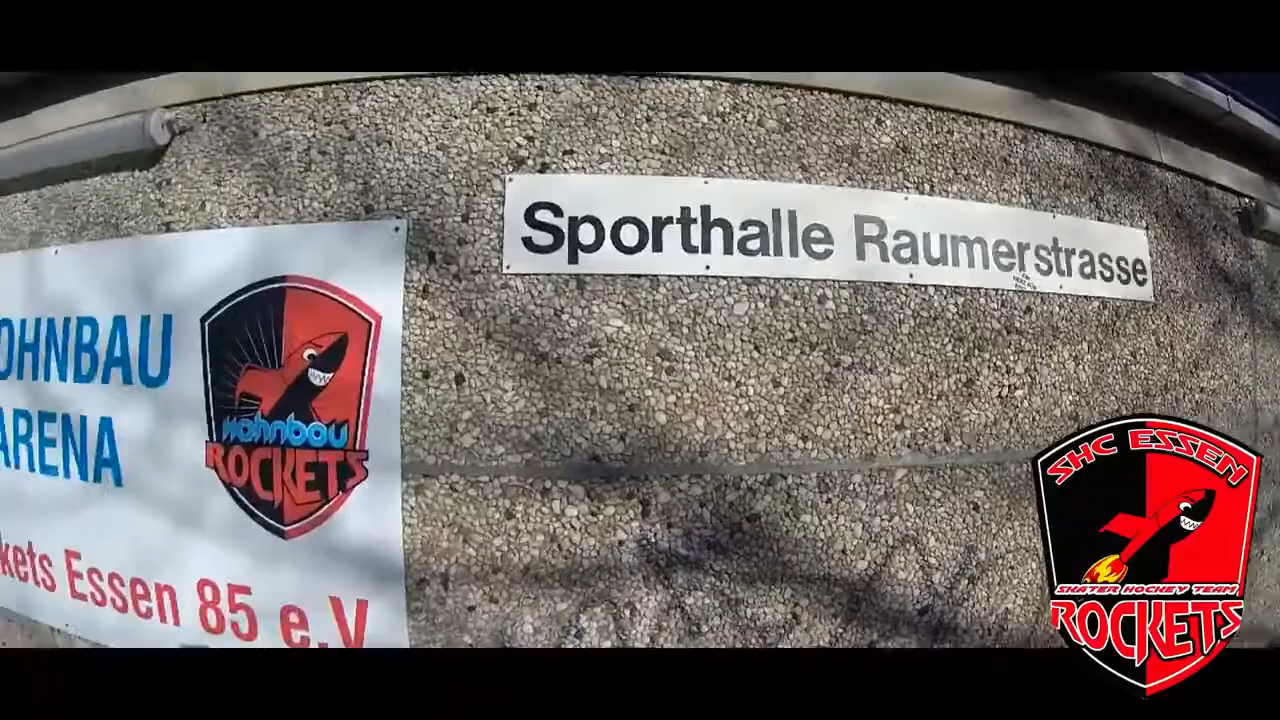 Sporthalle Raumerstrasse
OHNBAU
ARENA
wohnbau
ROCKETS
kets Essen 85 e.V
SHC ESSEN
SKATER HOCKEY TEAM
ROCKETS